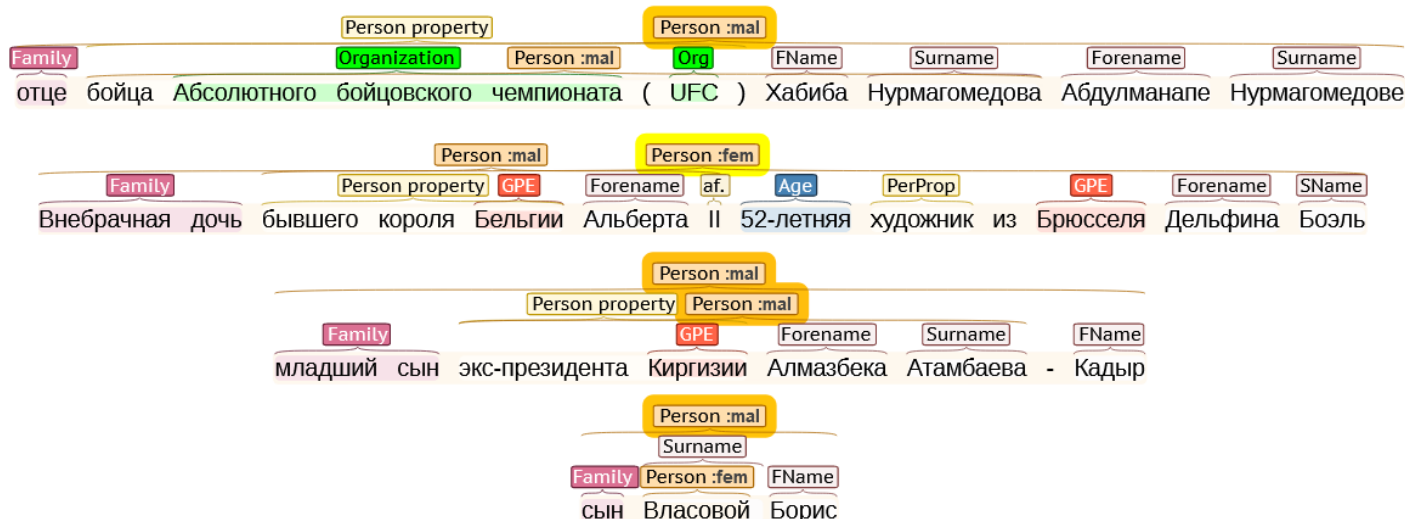 Person property Person :mal
Family Organization Person :mal Org FName Surname Forename Surname
отце бойца Абсолютного бойцовского чемпионата ( UFC ) Хабиба Нурмагомедова Абдулманапе Нурмагомедове
Person :mal Person :fem
Family Person property GPE Forename af. Age PerProp GPE Forename SName
Внебрачная дочь бывшего короля Бельгии Альберта II 52-летняя художник из Брюсселя Дельфина Боэль
Person :mal
Person property Person :mal
Family GPE Forename Surname FName
младший сын экс-президента Киргизии Алмазбека Атамбаева - Кадыр
Person :mal
Surname
Family Person :fem FName
сын Власовой Борис